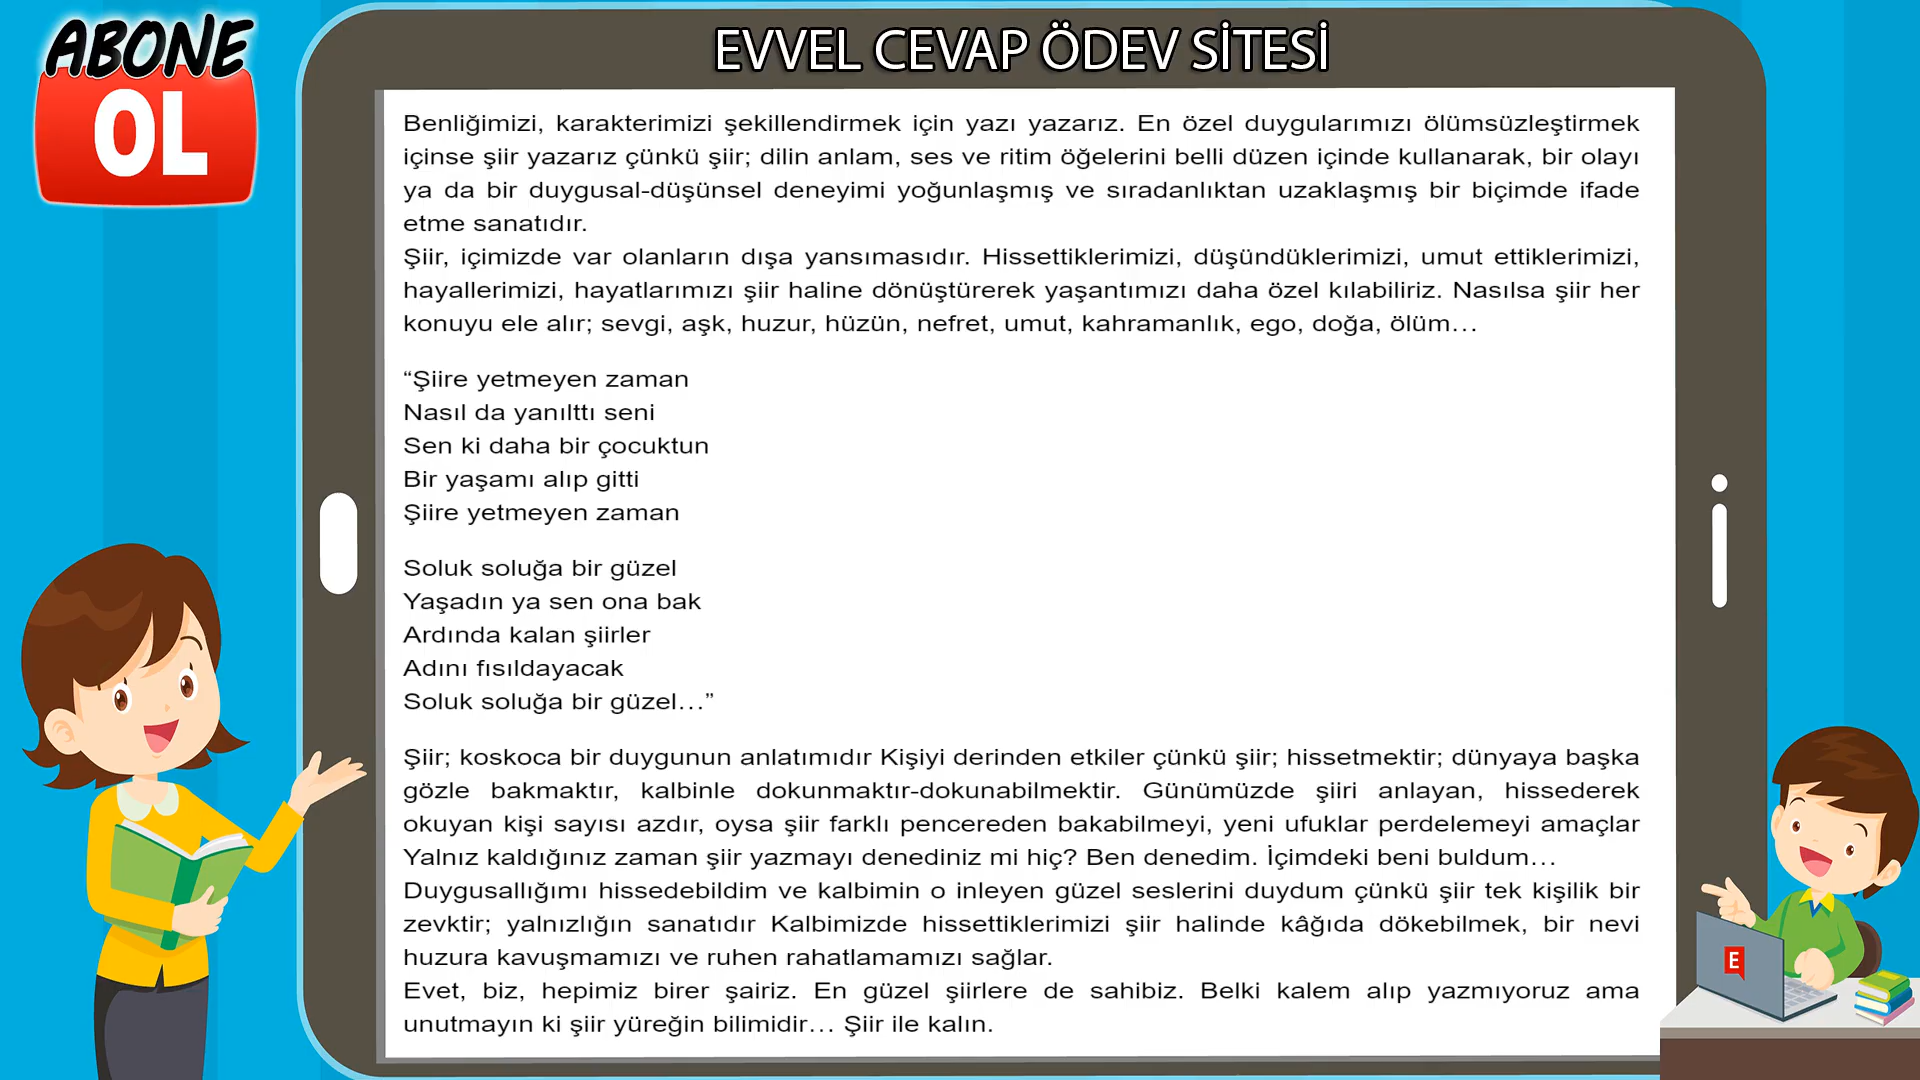 ABONE
OL
EVVEL CEVAP ÖDEV SİTESİ
Benliğimizi, karakterimizi şekillendirmek için yazı yazarız. En özel duygularımızı ölümsüzleştirmek
içinse şiir yazarız çünkü şiir; dilin anlam, ses ve ritim öğelerini belli düzen içinde kullanarak, bir olayı
ya da bir duygusal-düşünsel deneyimi yoğunlaşmış ve sıradanlıktan uzaklaşmış bir biçimde ifade
etme sanatıdır.
Şiir, içimizde var olanların dışa yansımasıdır. Hissettiklerimizi, düşündüklerimizi, umut ettiklerimizi,
hayallerimizi, hayatlarımızı şiir haline dönüştürerek yaşantımızı daha özel kılabiliriz. Nasılsa şiir her
konuyu ele alır; sevgi, aşk, huzur, hüzün, nefret, umut, kahramanlık, ego, doğa, ölüm…
“Şiire yetmeyen zaman
Nasıl da yanılttı seni
Sen ki daha bir çocuktun
Bir yaşamı alıp gitti
Şiire yetmeyen zaman
Soluk soluğa bir güzel
Yaşadın ya sen ona bak
Ardında kalan şiirler
Adını fısıldayacak
Soluk soluğa bir güzel…”
Şiir; koskoca bir duygunun anlatımıdır Kişiyi derinden etkiler çünkü şiir; hissetmektir; dünyaya başka
gözle bakmaktır, kalbinle dokunmaktır-dokunabilmektir. Günümüzde şiiri anlayan, hissederek
okuyan kişi sayısı azdır, oysa şiir farklı pencereden bakabilmeyi, yeni ufuklar perdelemeyi amaçlar
Yalnız kaldığınız zaman şiir yazmayı denediniz mi hiç? Ben denedim. İçimdeki beni buldum…
Duygusallığımı hissedebildim ve kalbimin o inleyen güzel seslerini duydum çünkü şiir tek kişilik bir
zevktir; yalnızlığın sanatıdır Kalbimizde hissettiklerimizi şiir halinde kâğıda dökebilmek, bir nevi
huzura kavuşmamızı ve ruhen rahatlamamızı sağlar.
Evet, biz, hepimiz birer şairiz. En güzel şiirlere de sahibiz. Belki kalem alıp yazmıyoruz ama
unutmayın ki şiir yüreğin bilimidir… Şiir ile kalın.
E